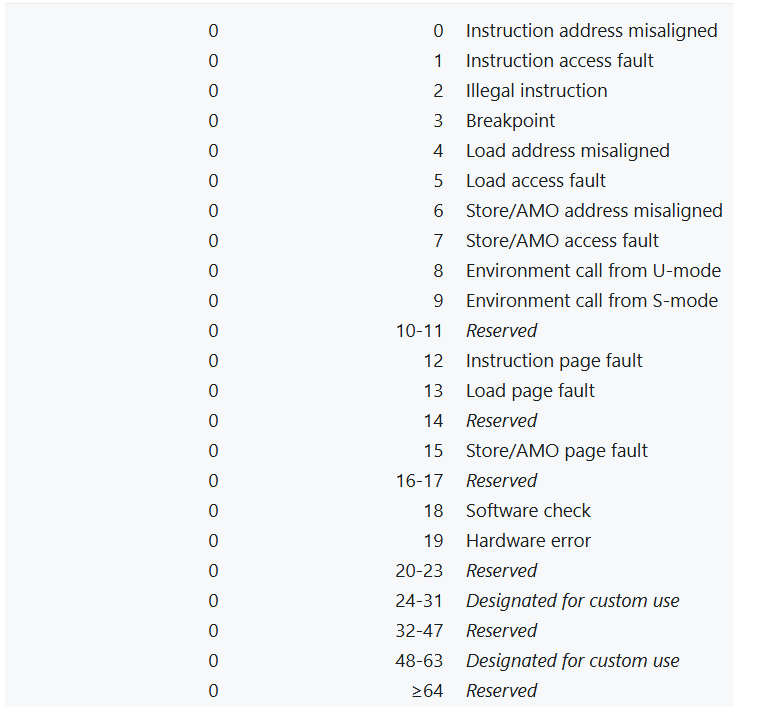 0 0 Instruction address misaligned
0 1 Instruction access fault
0 2 Illegal instruction
0 3 Breakpoint
0 4 Load address misaligned
0 5 Load access fault
0 6 Store/AMO address misaligned
0 7 Store/AMO access fault
0 8 Environment call from U-mode
0 9 Environment call from S-mode
0 10-11 Reserved
0 12 Instruction page fault
0 13 Load page fault
0 14 Reserved
0 15 Store/AMO page fault
0 16-17 Reserved
0 18 Software check
0 19 Hardware error
0 20-23 Reserved
0 24-31 Designated for custom use
0 32-47 Reserved
0 48-63 Designated for custom use
0 ≥64 Reserved